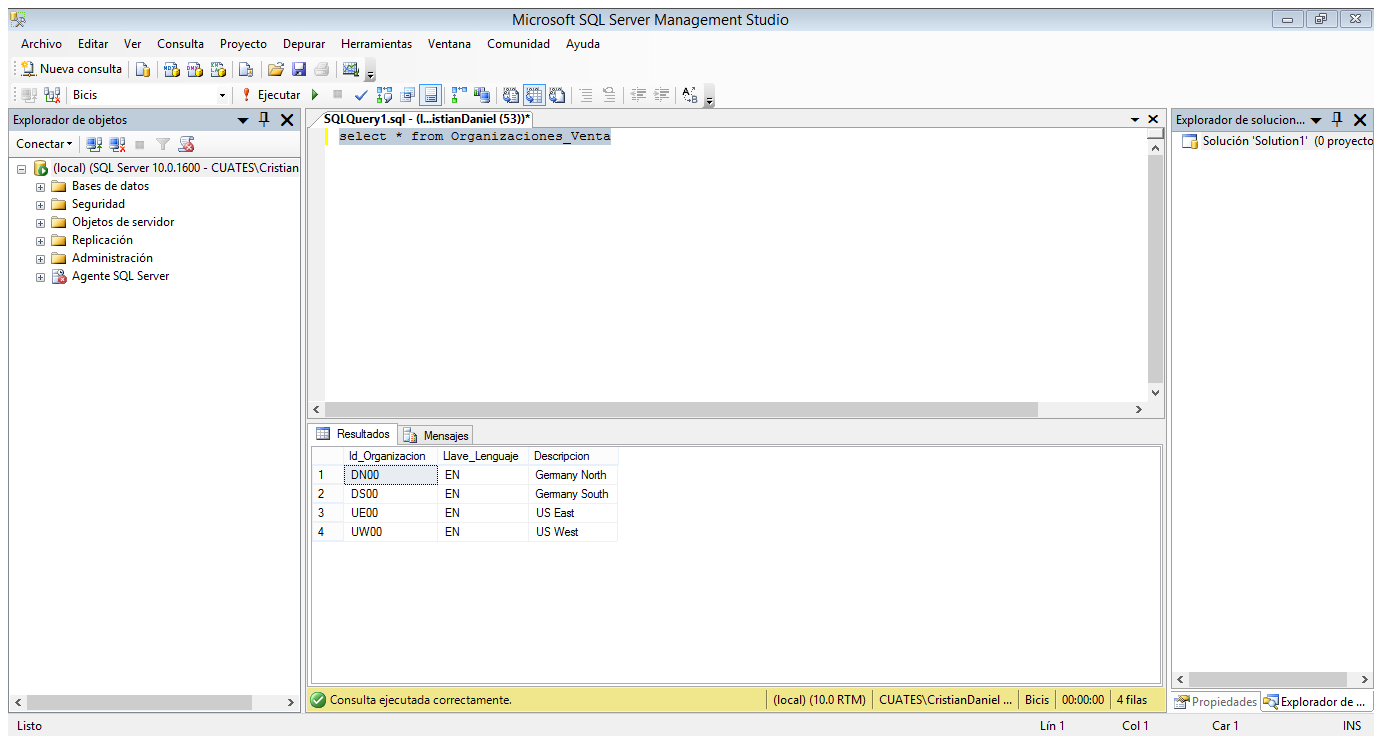 Microsoft SQL Server Management Studio
Archivo Editar Ver Consulta Proyecto Depurar Herramientas Ventana Comunidad Ayuda
Nueva consulta
Bicis Ejecutar
Explorador de objetos
Conectar
(local) (SQL Server 10.0.1600 - CUATES\Cristian
Bases de datos
Seguridad
Objetos de servidor
Replicación
Administración
Agente SQL Server
SQLQuery1.sql - (l...istianDaniel (53))*
select * from Organizaciones_Venta
Resultados Mensajes
Id_Organizacion Llave_Lenguaje Descripcion
1 DN00 EN Germany North
2 DS00 EN Germany South
3 UE00 EN US East
4 UW00 EN US West
Consulta ejecutada correctamente. (local) (10.0 RTM) CUATES\CristianDaniel ... Bicis 00:00:00 4 filas
Explorador de solucion...
Solución 'Solution1' (0 proyecto
Propiedades Explorador de ...
Listo Lín 1 Col 1 Car 1 INS